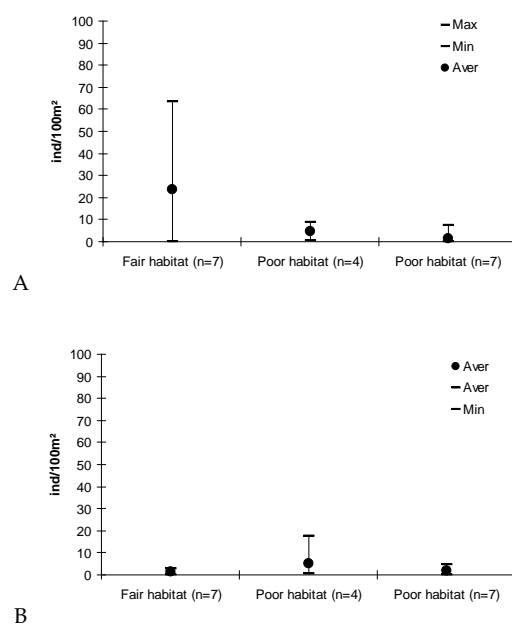 100
90
80
70
60
50
40
30
20
10
0
ind/100m²
Max
Min
Aver
Fair habitat (n=7) Poor habitat (n=4) Poor habitat (n=7)
A
100
90
80
70
60
50
40
30
20
10
0
ind/100m²
Aver
Aver
Min
Fair habitat (n=7) Poor habitat (n=4) Poor habitat (n=7)
B